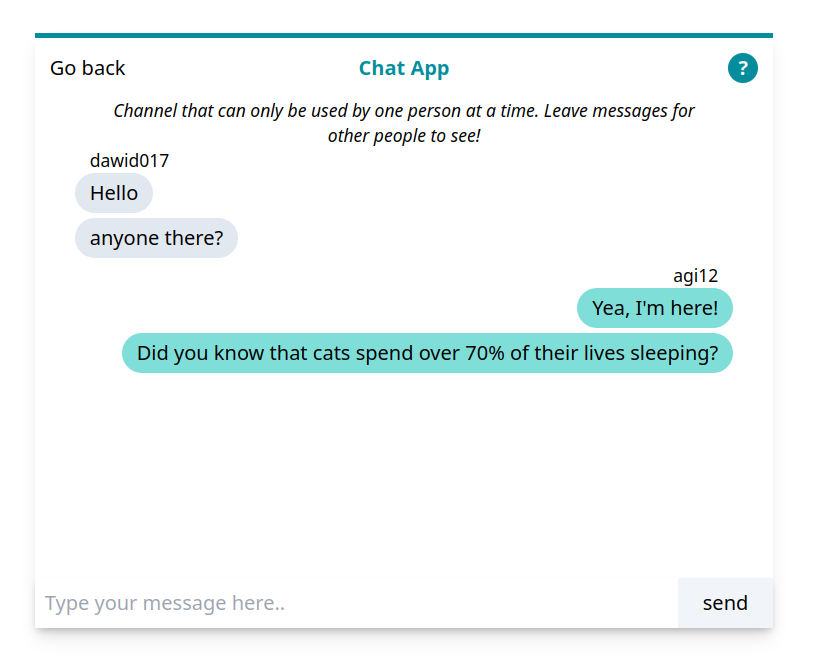 Go back
Chat App
?
Channel that can only be used by one person at a time. Leave messages for
other people to see!
dawid017
Hello
anyone there?
agi12
Yea, I'm here!
Did you know that cats spend over 70% of their lives sleeping?
Type your message here..
send